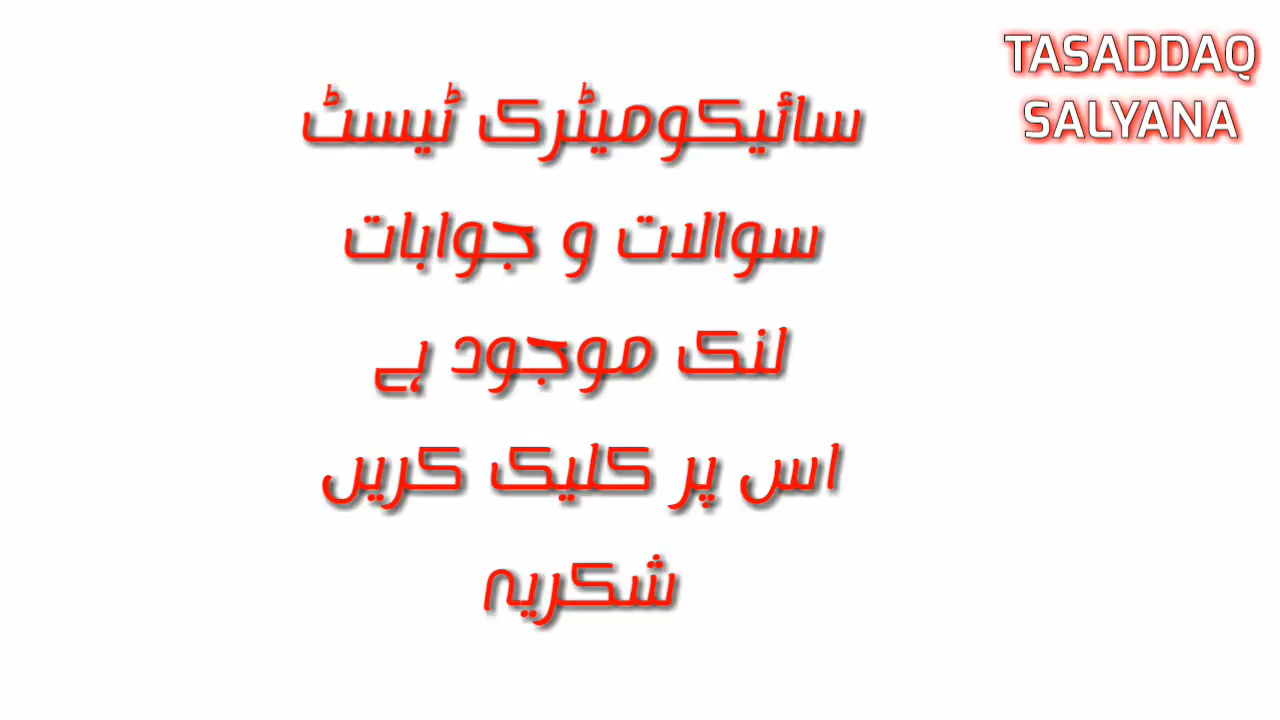 TASADDAQ
SALYANA
سائیکومیٹرک ٹیسٹ
سوالات و جوابات
لنک موجود ہے
اس پر کلیک کریں
شکریہ